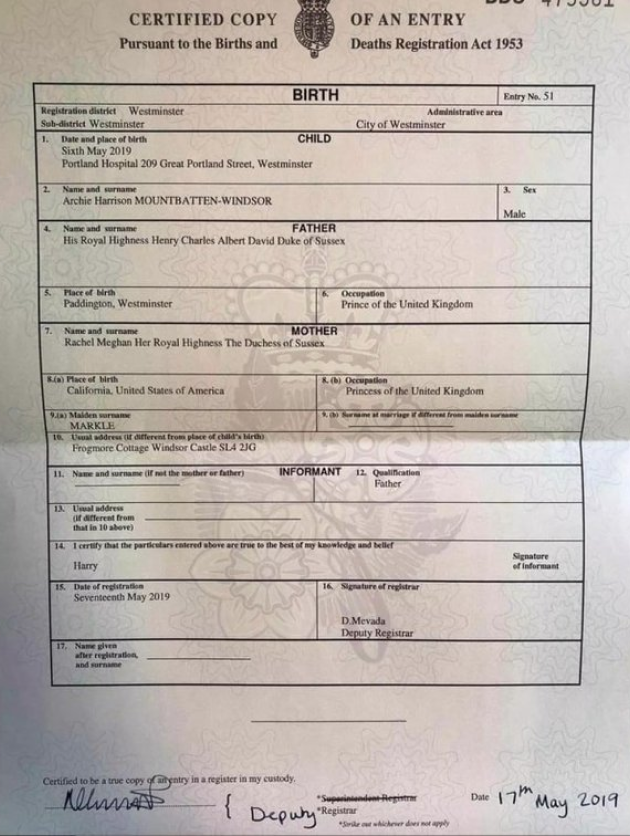 CERTIFIED COPY OF AN ENTRY
Pursuant to the Births and Deaths Registration Act 1953
BIRTH
Entry No. 51
Registration district Westminster
Administrative area
Sub-district Westminster
City of Westminster
CHILD
1. Date and place of birth
Sixth May 2019
Portland Hospital 209 Great Portland Street, Westminster
2. Name and surname
Archie Harrison MOUNTBATTEN-WINDSOR
3. Sex
Male
FATHER
4. Name and surname
His Royal Highness Henry Charles Albert David Duke of Sussex
5. Place of birth
Paddington, Westminster
6. Occupation
Prince of the United Kingdom
MOTHER
7. Name and surname
Rachel Meghan Her Royal Highness The Duchess of Sussex
8.(a) Place of birth
California, United States of America
8. (b) Occupation
Princess of the United Kingdom
9.(a) Maiden surname
MARKLE
9. (b) Surname at marriage if different from maiden surname
10. Usual address (if different from place of child's birth)
Frogmore Cottage Windsor Castle SL4 2JG
INFORMANT
11. Name and surname (if not the mother or father)
12. Qualification
Father
13. Usual address
(if different from
that in 10 above)
14. I certify that the particulars entered above are true to the best of my knowledge and belief
Harry
Signature
of informant
15. Date of registration
Seventeenth May 2019
16. Signature of registrar
D.Mevada
Deputy Registrar
17. Name given
after registration,
and surname
Certified to be a true copy of an entry in a register in my custody.
Deputy
*Superintendent Registrar
*Registrar
*Strike out whichever does not apply
Date 17th May 2019